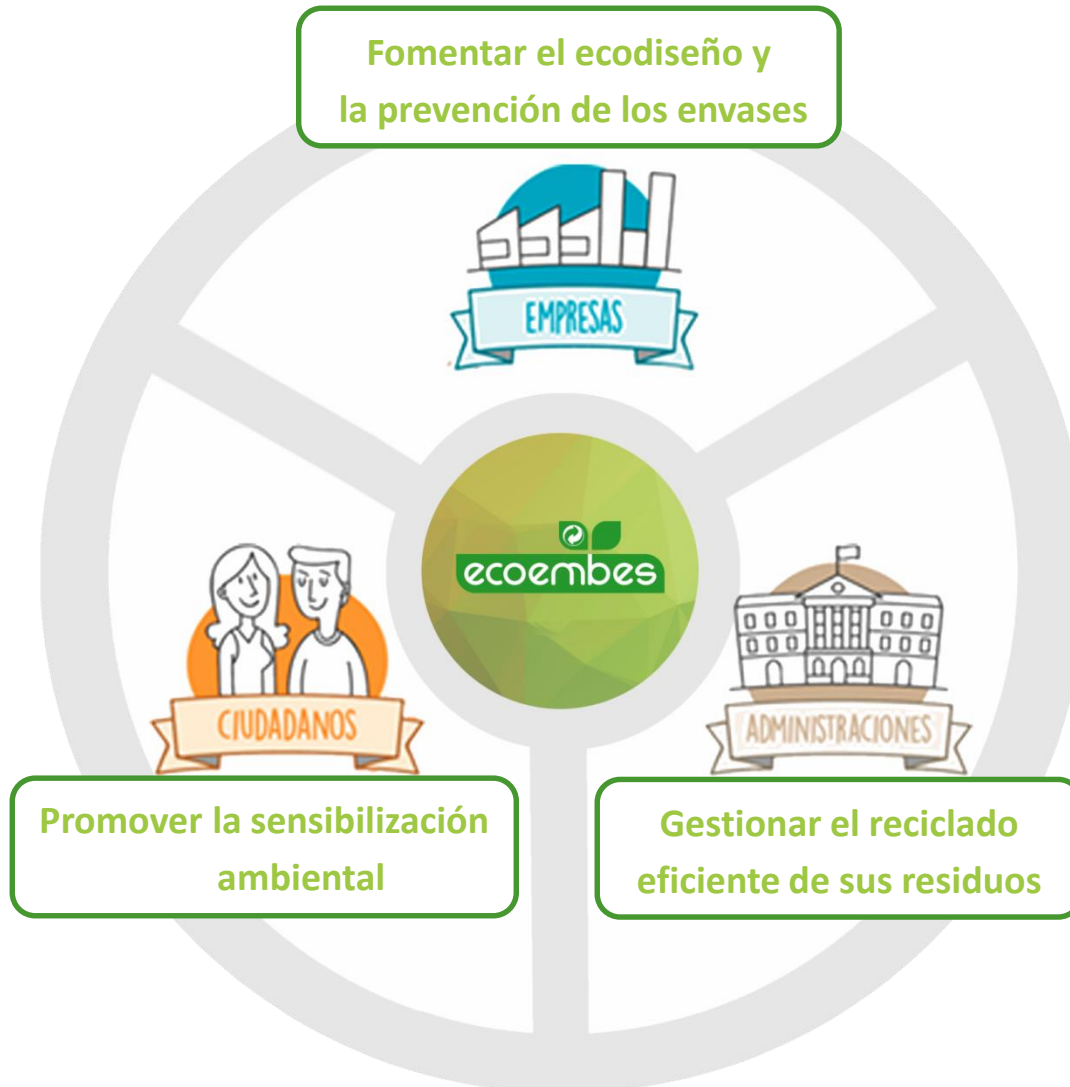 Fomentar el ecodiseño y
la prevención de los envases
EMPRESAS
ecoembes
CIUDADANOS
ADMINISTRACIONES
Promover la sensibilización
ambiental
Gestionar el reciclado
eficiente de sus residuos